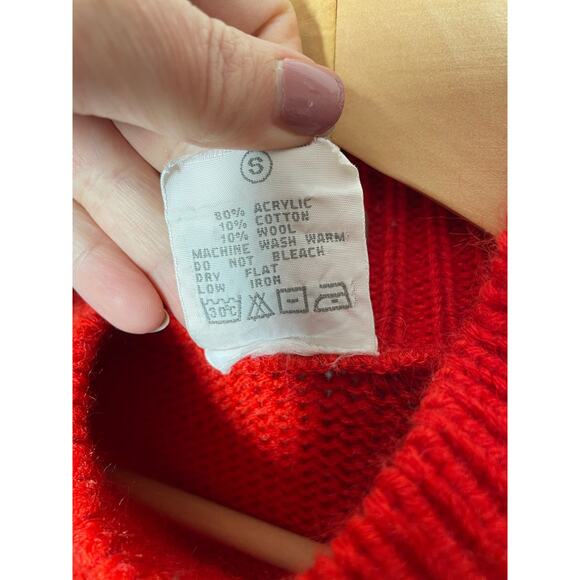 S
80% ACRYLIC
10% COTTON
10% WOOL
MACHINE WASH WARM
DO NOT BLEACH
DRY FLAT
LOW IRON
30°C